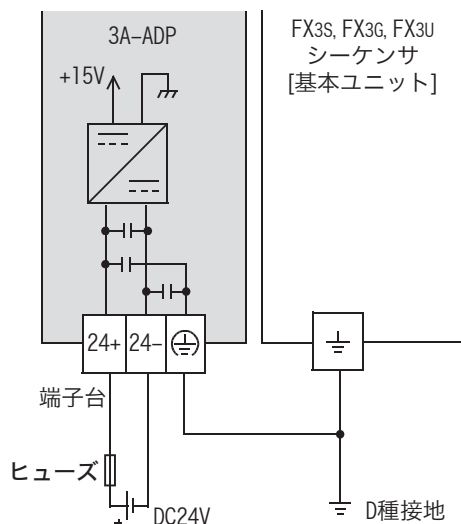 3A-ADP
+15V
FX3S, FX3G, FX3U
シーケンサ
[基本ユニット]
24+ 24-
端子台
ヒューズ
+
DC24V
D種接地